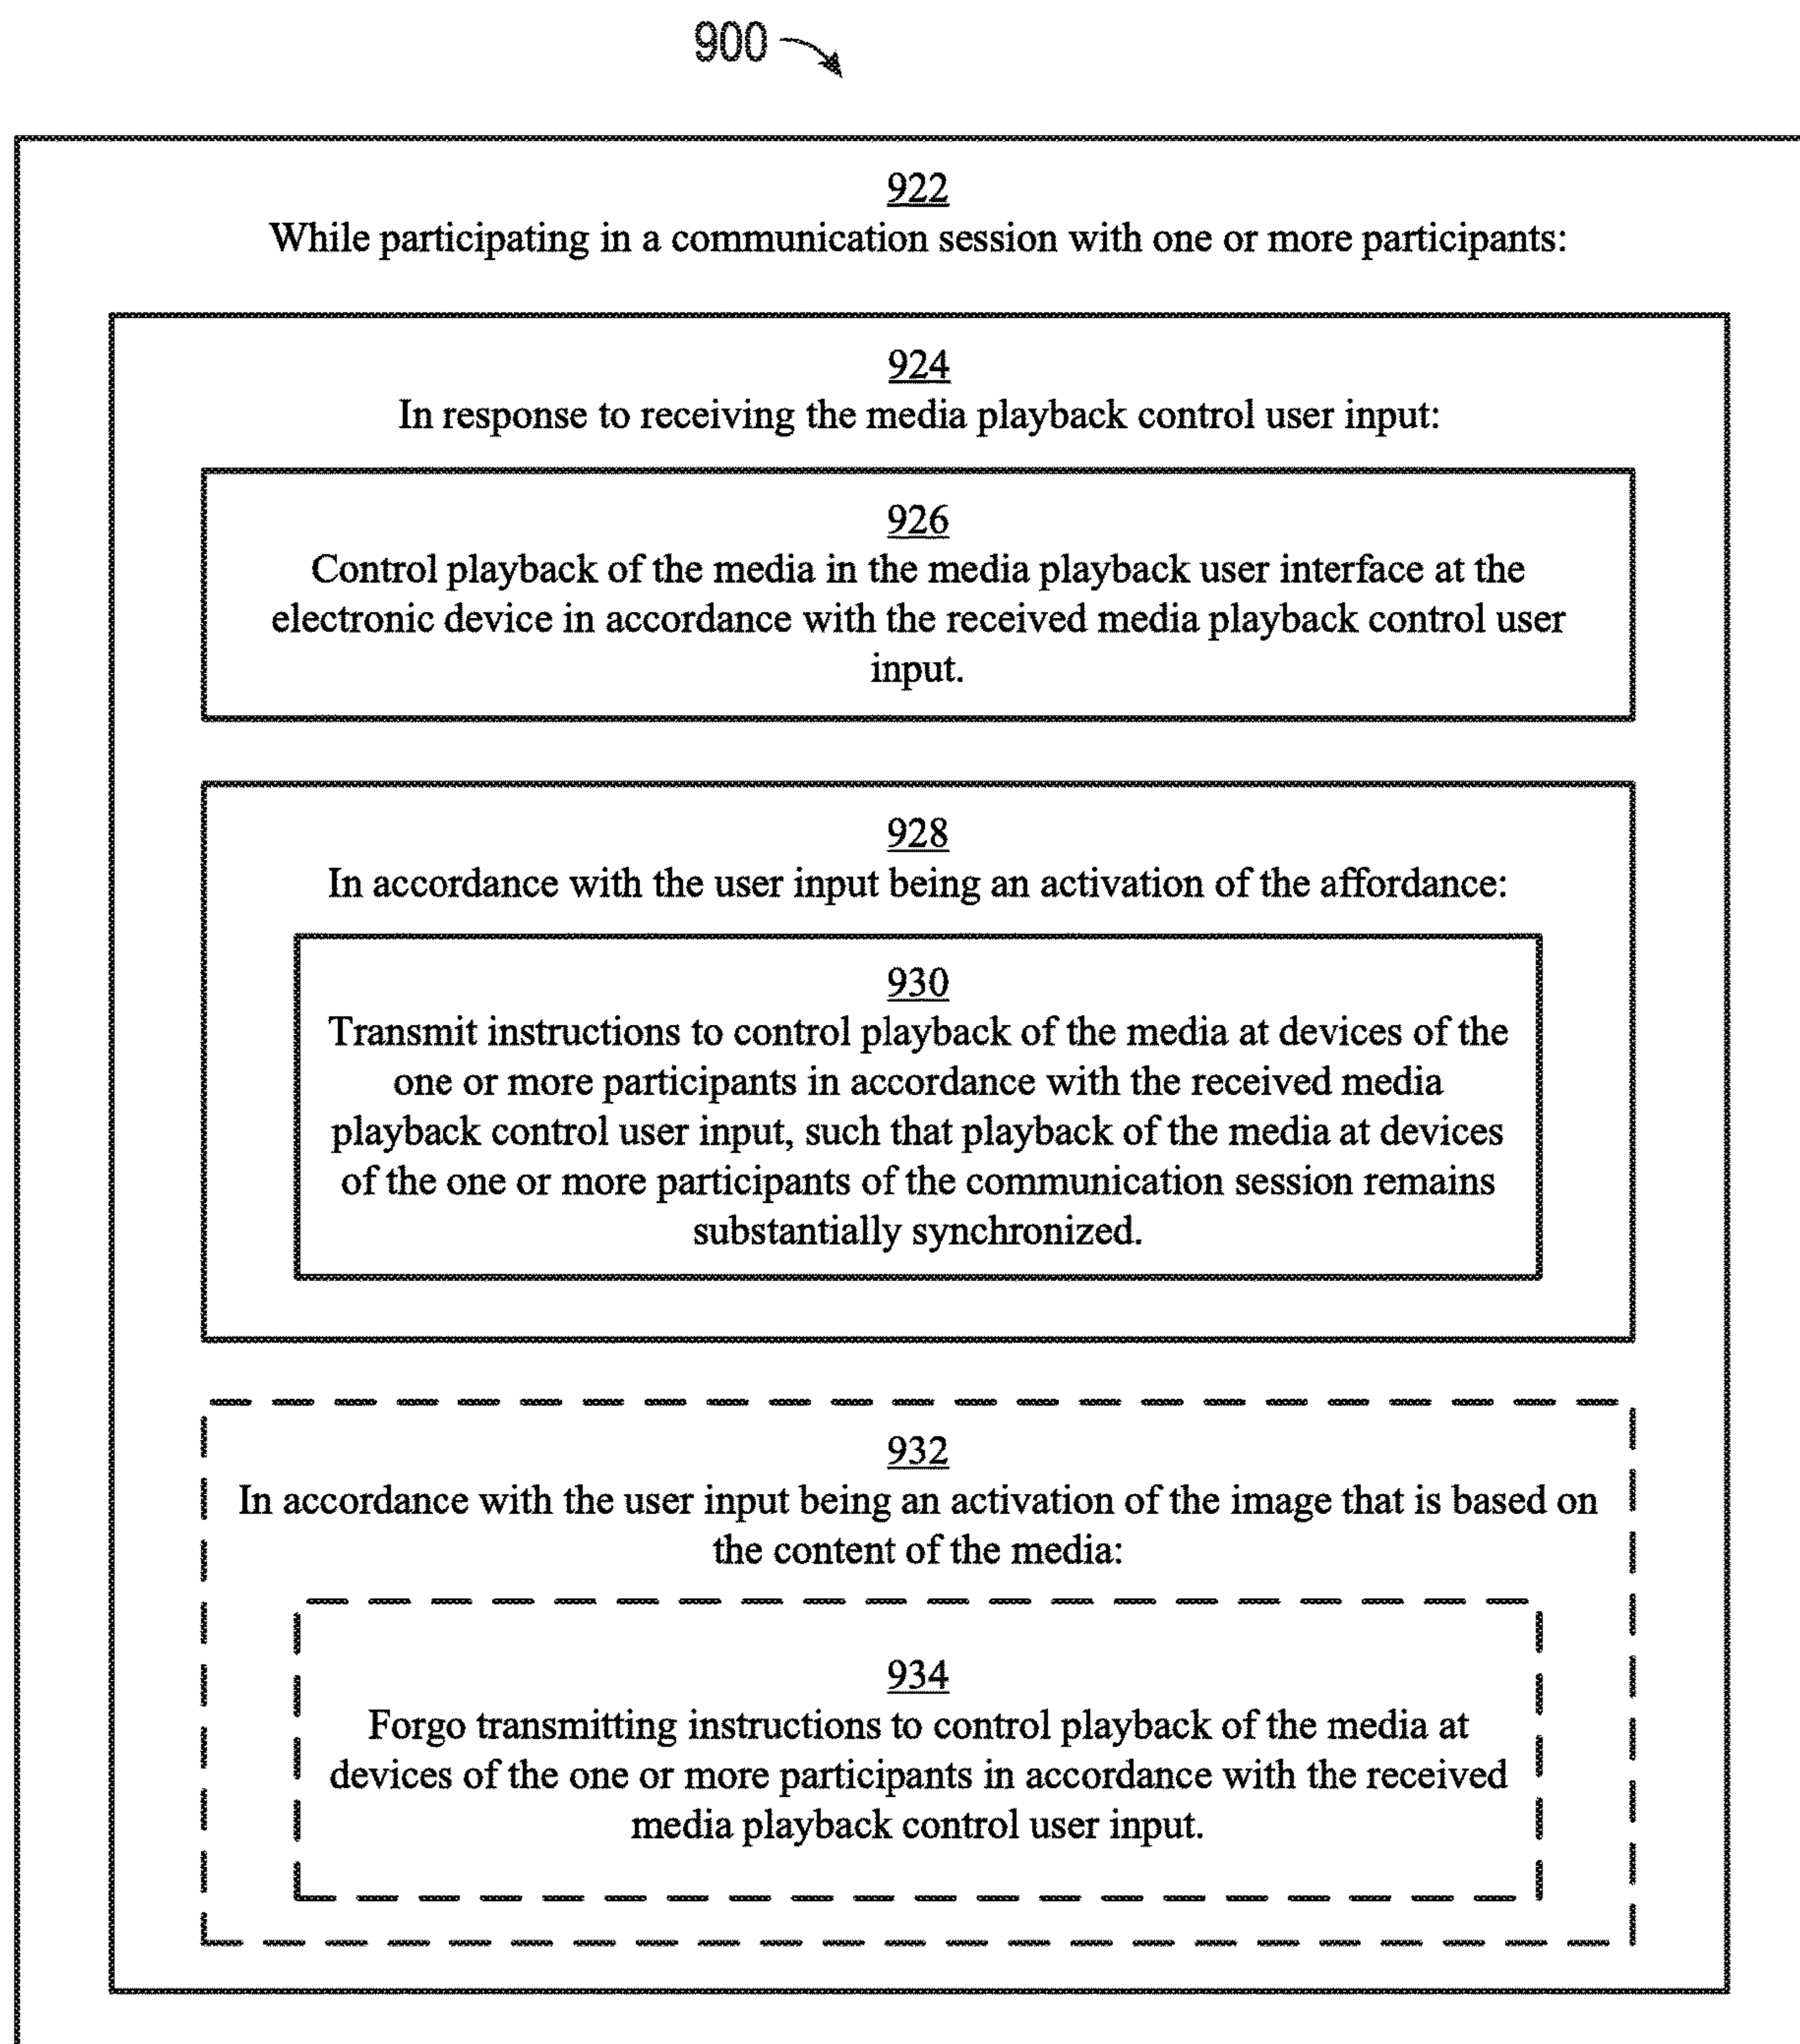 900
922
While participating in a communication session with one or more participants:
924
In response to receiving the media playback control user input:
926
Control playback of the media in the media playback user interface at the
electronic device in accordance with the received media playback control user
input.
928
In accordance with the user input being an activation of the affordance:
930
Transmit instructions to control playback of the media at devices of the
one or more participants in accordance with the received media
playback control user input, such that playback of the media at devices
of the one or more participants of the communication session remains
substantially synchronized.
932
In accordance with the user input being an activation of the image that is based on
the content of the media:
934
Forgo transmitting instructions to control playback of the media at
devices of the one or more participants in accordance with the received
media playback control user input.